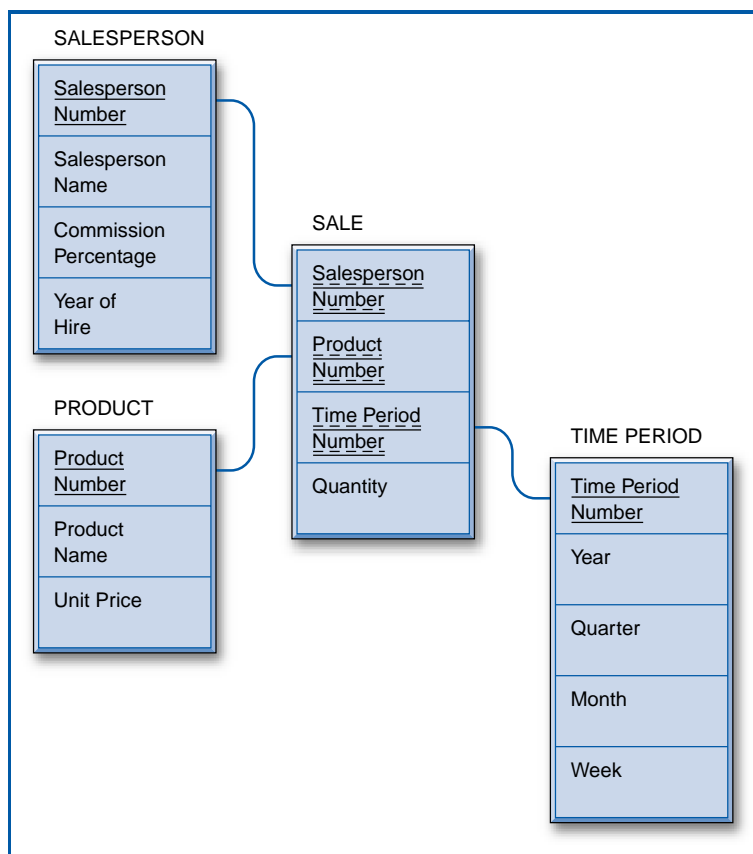 SALESPERSON
Salesperson
Number
Salesperson
Name
Commission
Percentage
Year of
Hire
SALE
Salesperson
Number
Product
Number
Time Period
Number
Quantity
PRODUCT
Product
Number
Product
Name
Unit Price
TIME PERIOD
Time Period
Number
Year
Quarter
Month
Week